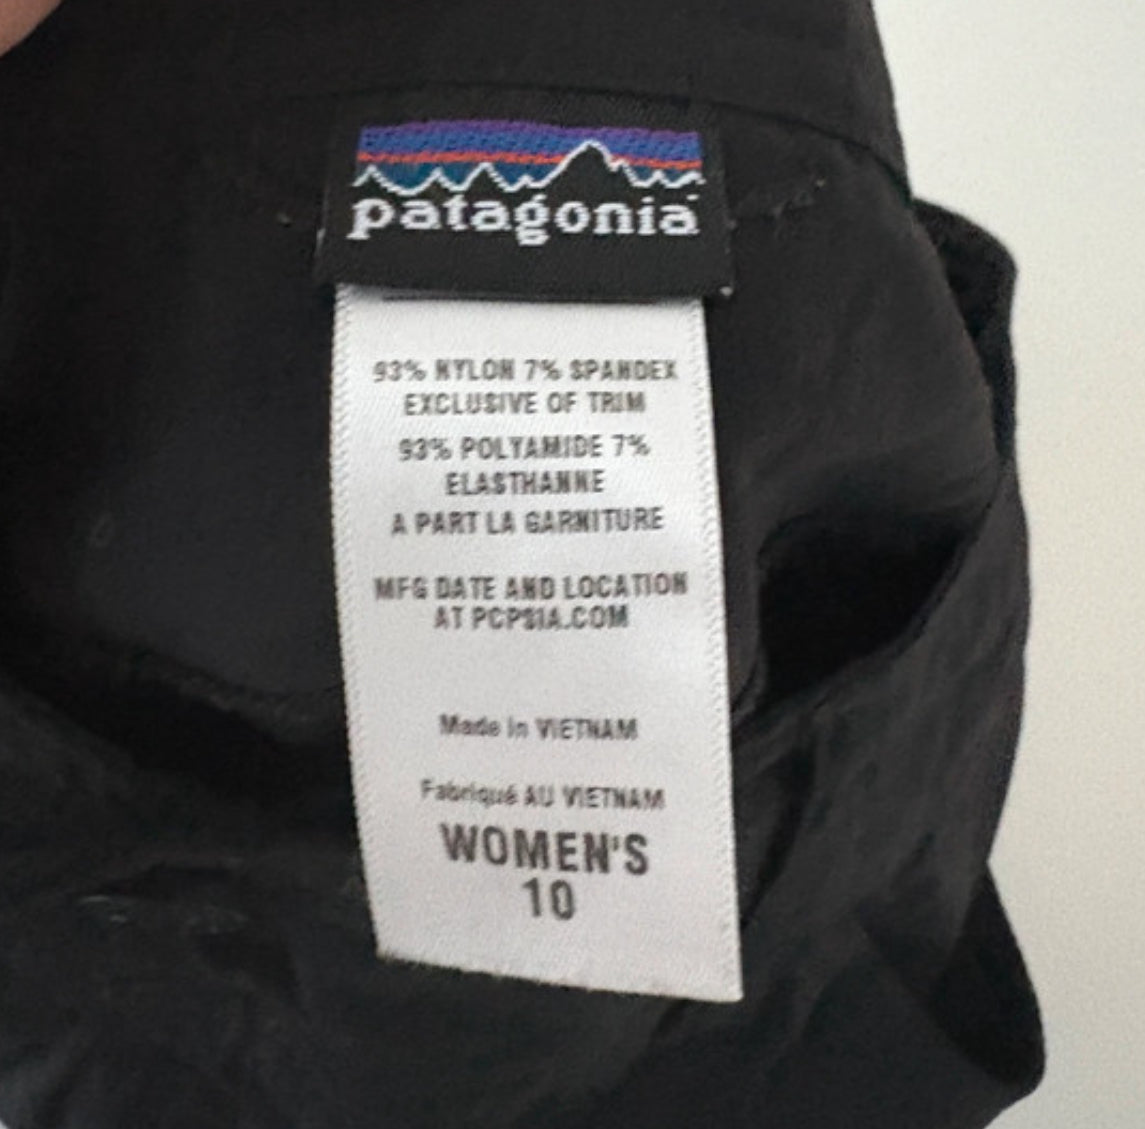 patagonia
93% NYLON 7% SPANDEX
EXCLUSIVE OF TRIM
93% POLYAMIDE 7%
ELASTHANNE
A PART LA GARNITURE
MFG DATE AND LOCATION
AT PCPSIA.COM
Made in VIETNAM
Fabriqué AU VIETNAM
WOMEN'S
10